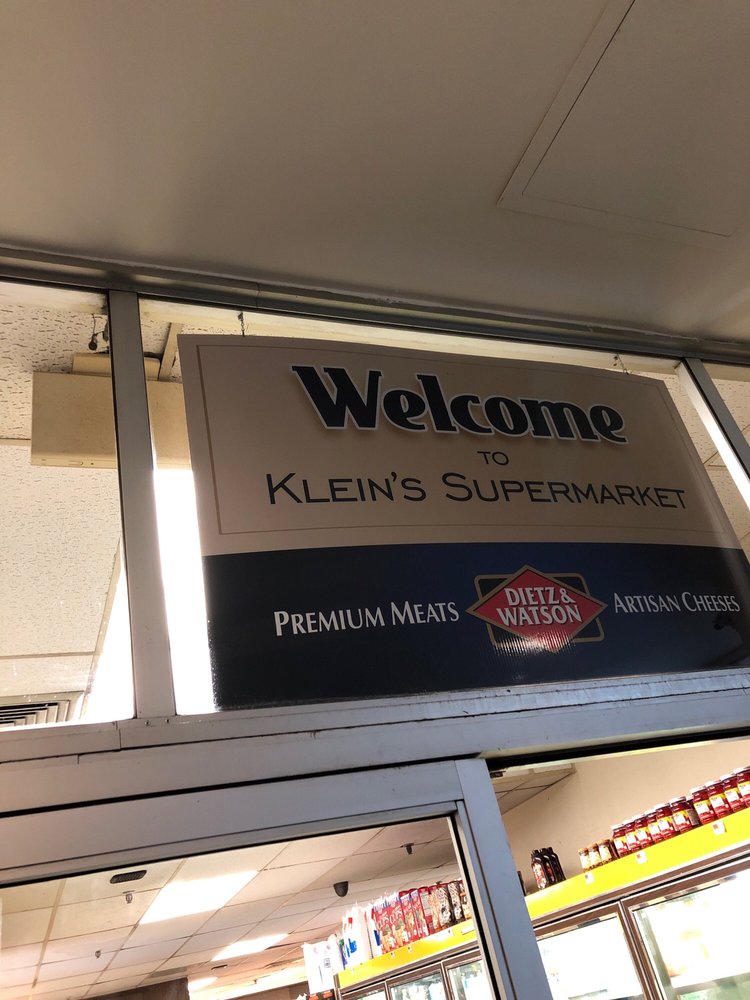 Welcome
TO
KLEIN'S SUPERMARKET
PREMIUM MEATS
DIETZ &
WATSON
ARTISAN CHEESES